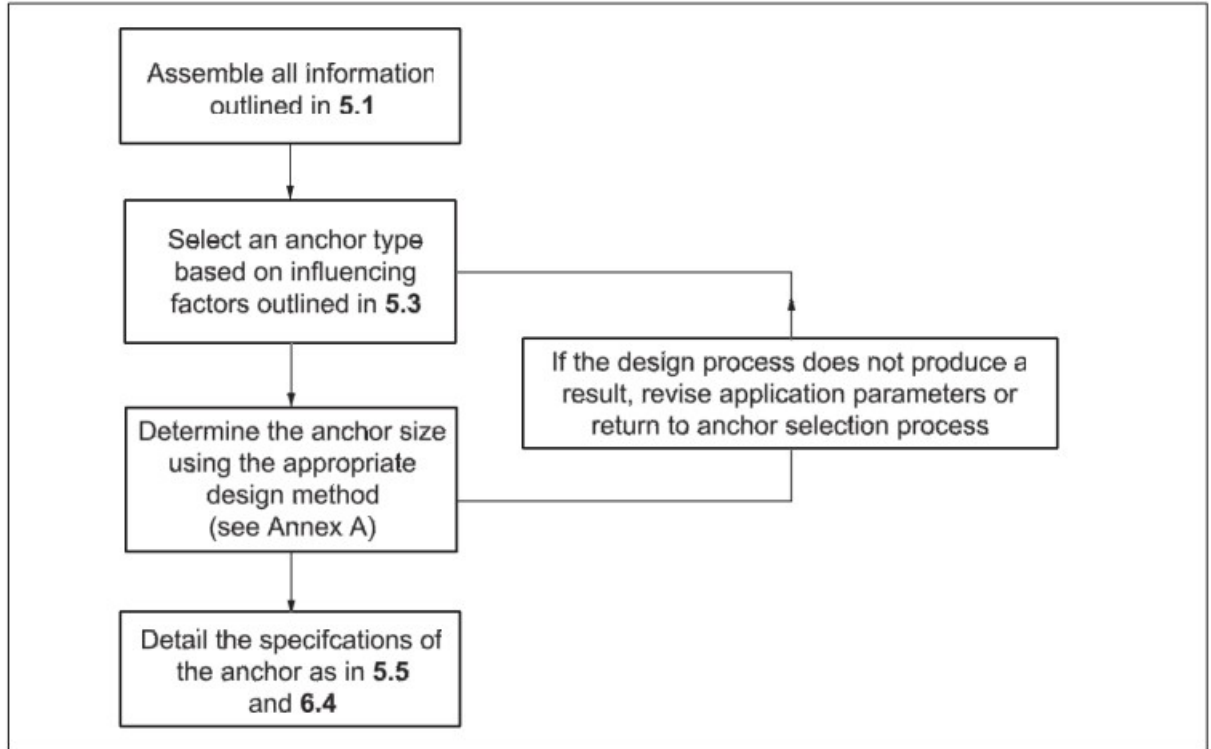 Assemble all information
outlined in 5.1
Select an anchor type
based on influencing
factors outlined in 5.3
If the design process does not produce a
result, revise application parameters or
return to anchor selection process
Determine the anchor size
using the appropriate
design method
(see Annex A)
Detail the specifcations of
the anchor as in 5.5
and 6.4